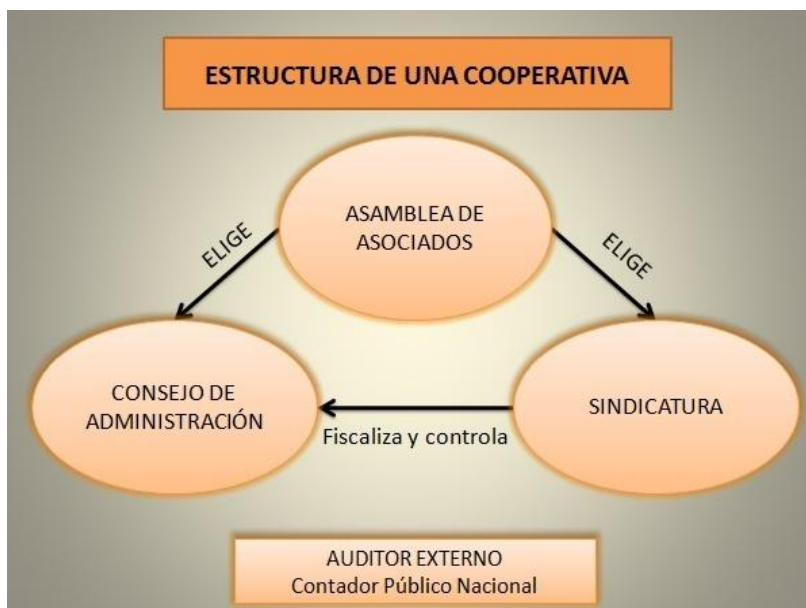 ESTRUCTURA DE UNA COOPERATIVA
ASAMBLEA DE
ASOCIADOS
ELIGE
ELIGE
CONSEJO DE
ADMINISTRACIÓN
SINDICATURA
Fiscaliza y controla
AUDITOR EXTERNO
Contador Público Nacional